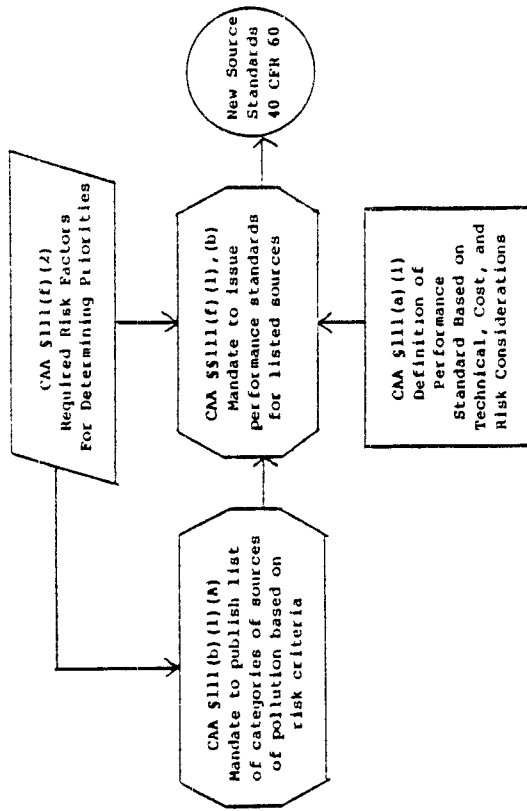 CAA §111(f)(2)
Required Risk Factors
For Determining Priorities
CAA §111(b)(1)(A)
Mandate to publish list
of categories of sources
of pollution based on
risk criteria
CAA §§111(f)(1),(b)
Mandate to issue
performance standards
for listed sources
New Source
Standards
40 CFR 60
CAA §111(a)(1)
Definition of
Performance
Standard Based on
Technical, Cost, and
Risk Considerations